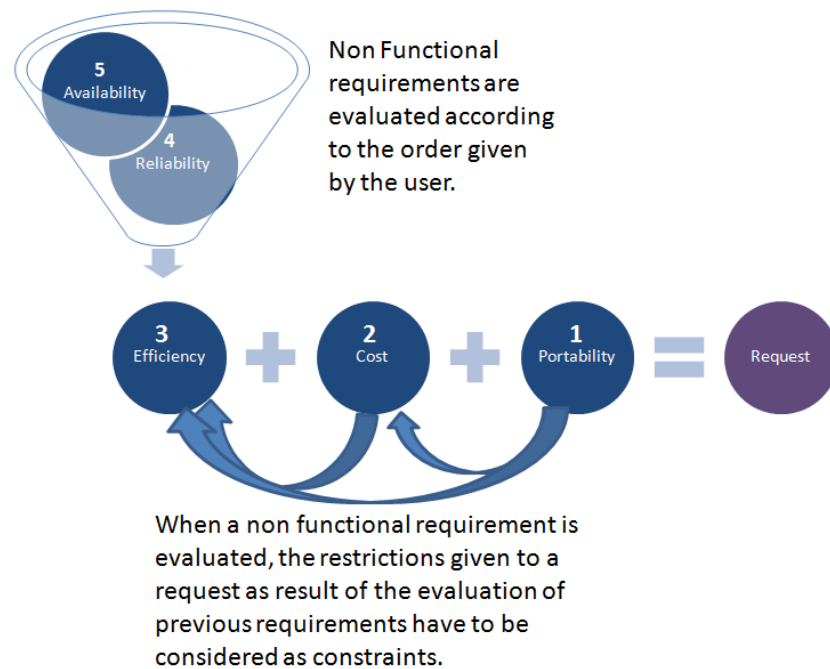 5
Availability
4
Reliability
Non Functional
requirements are
evaluated according
to the order given
by the user.
3
Efficiency
2
Cost
1
Portability
Request
When a non functional requirement is
evaluated, the restrictions given to a
request as result of the evaluation of
previous requirements have to be
considered as constraints.